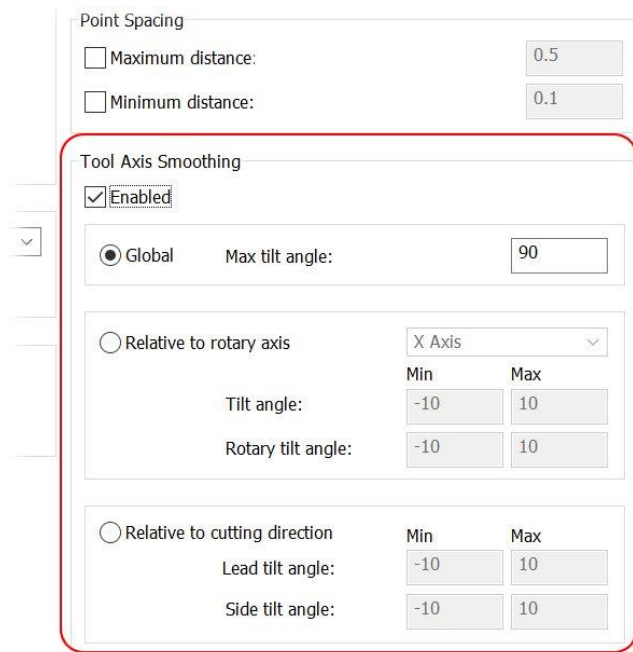 Point Spacing
Maximum distance: 0.5
Minimum distance: 0.1
Tool Axis Smoothing
Enabled
Global Max tilt angle: 90
Relative to rotary axis X Axis
Min Max
Tilt angle: -10 10
Rotary tilt angle: -10 10
Relative to cutting direction Min Max
Lead tilt angle: -10 10
Side tilt angle: -10 10